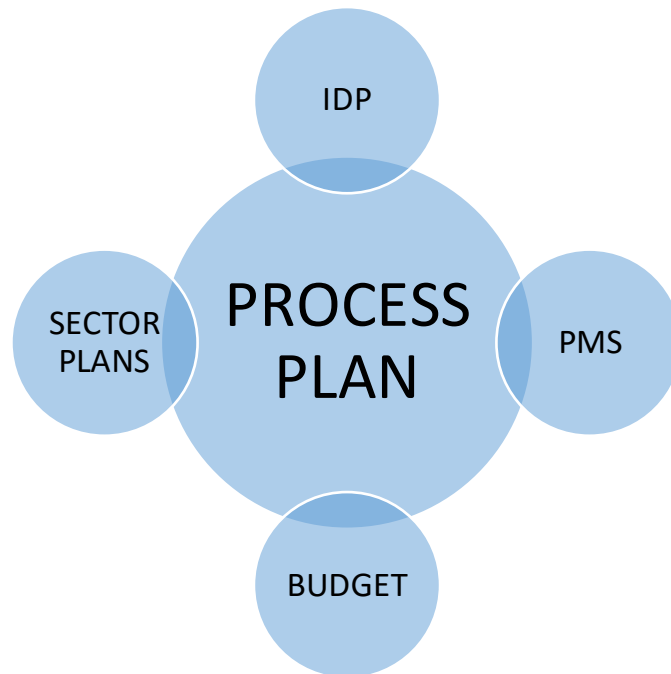 IDP
SECTOR
PLANS
PROCESS
PLAN
PMS
BUDGET